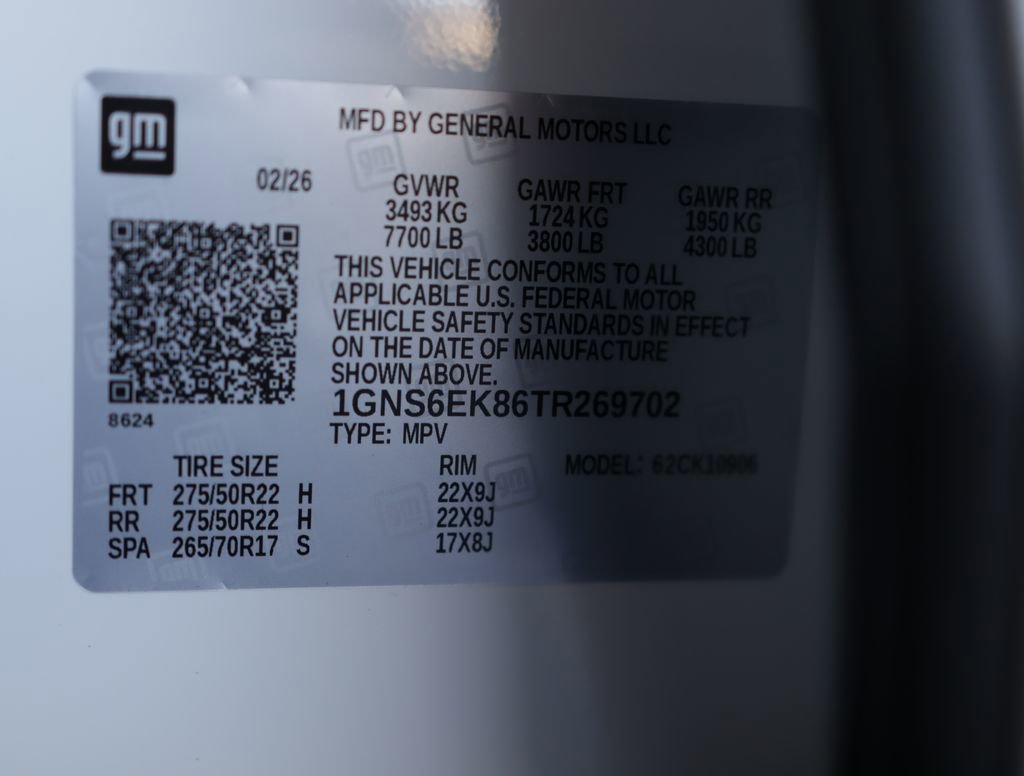 gm
MFD BY GENERAL MOTORS LLC
02/26
GVWR GAWR FRT GAWR RR
3493 KG 1724 KG 1950 KG
7700 LB 3800 LB 4300 LB
THIS VEHICLE CONFORMS TO ALL
APPLICABLE U.S. FEDERAL MOTOR
VEHICLE SAFETY STANDARDS IN EFFECT
ON THE DATE OF MANUFACTURE
SHOWN ABOVE.
8624
1GNS6EK86TR269702
TYPE: MPV
TIRE SIZE RIM MODEL: 62CK10906
FRT 275/50R22 H 22X9J
RR 275/50R22 H 22X9J
SPA 265/70R17 S 17X8J